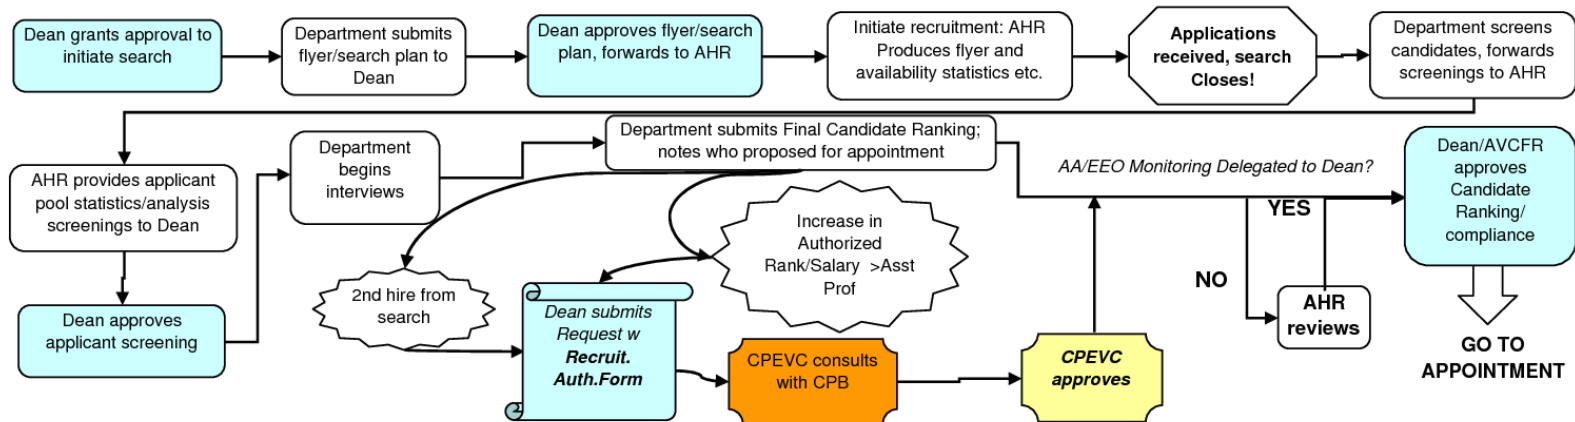 Dean grants approval to
initiate search
Department submits
flyer/search plan to
Dean
Dean approves flyer/search
plan, forwards to AHR
Initiate recruitment: AHR
Produces flyer and
availability statistics etc.
Applications
received, search
Closes!
Department screens
candidates, forwards
screenings to AHR
AHR provides applicant
pool statistics/analysis
screenings to Dean
Dean approves
applicant screening
Department
begins
interviews
Department submits Final Candidate Ranking;
notes who proposed for appointment
2nd hire from
search
Increase in
Authorized
Rank/Salary >Asst
Prof
Dean submits
Request w
Recruit.
Auth.Form
CPEVC consults
with CPB
CPEVC
approves
AA/EEO Monitoring Delegated to Dean?
YES
NO
AHR
reviews
Dean/AVCFR
approves
Candidate
Ranking/
compliance
GO TO
APPOINTMENT